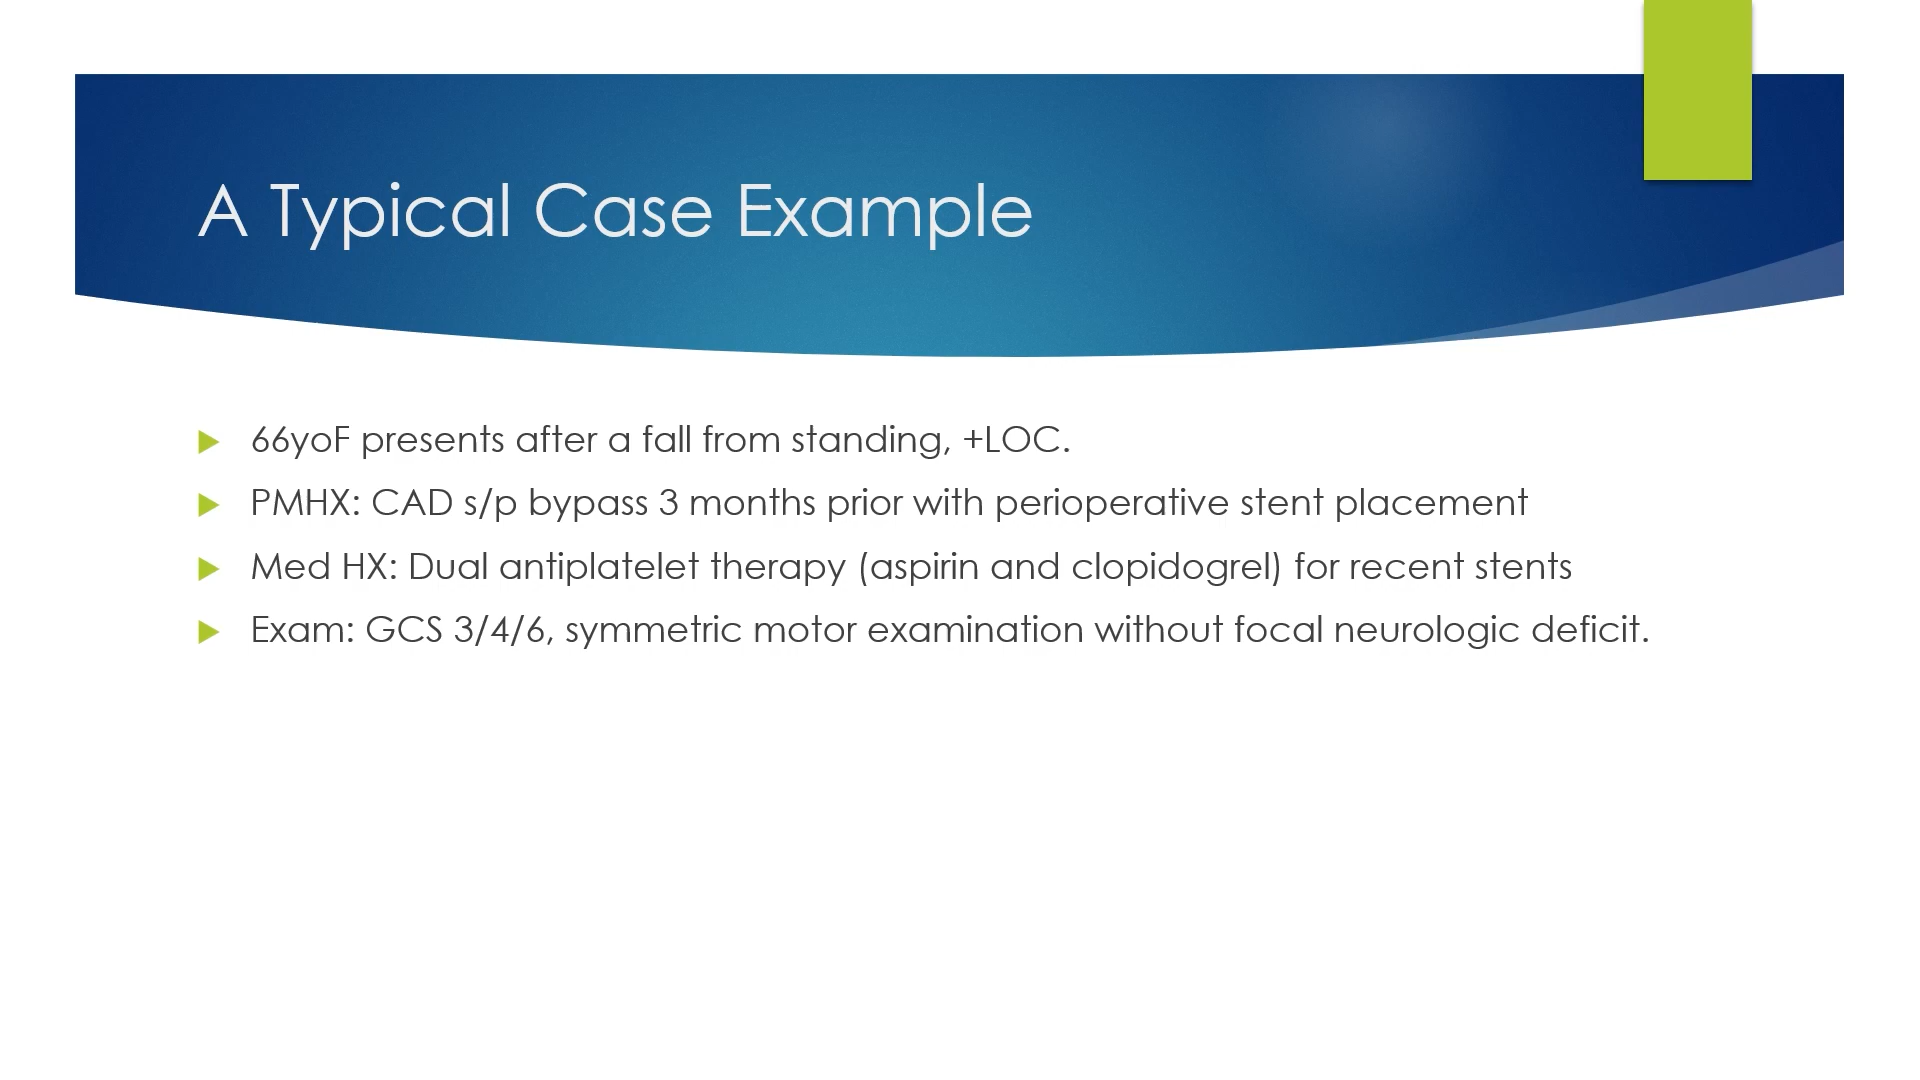 A Typical Case Example
66yoF presents after a fall from standing, +LOC.
PMHX: CAD s/p bypass 3 months prior with perioperative stent placement
Med HX: Dual antiplatelet therapy (aspirin and clopidogrel) for recent stents
Exam: GCS 3/4/6, symmetric motor examination without focal neurologic deficit.